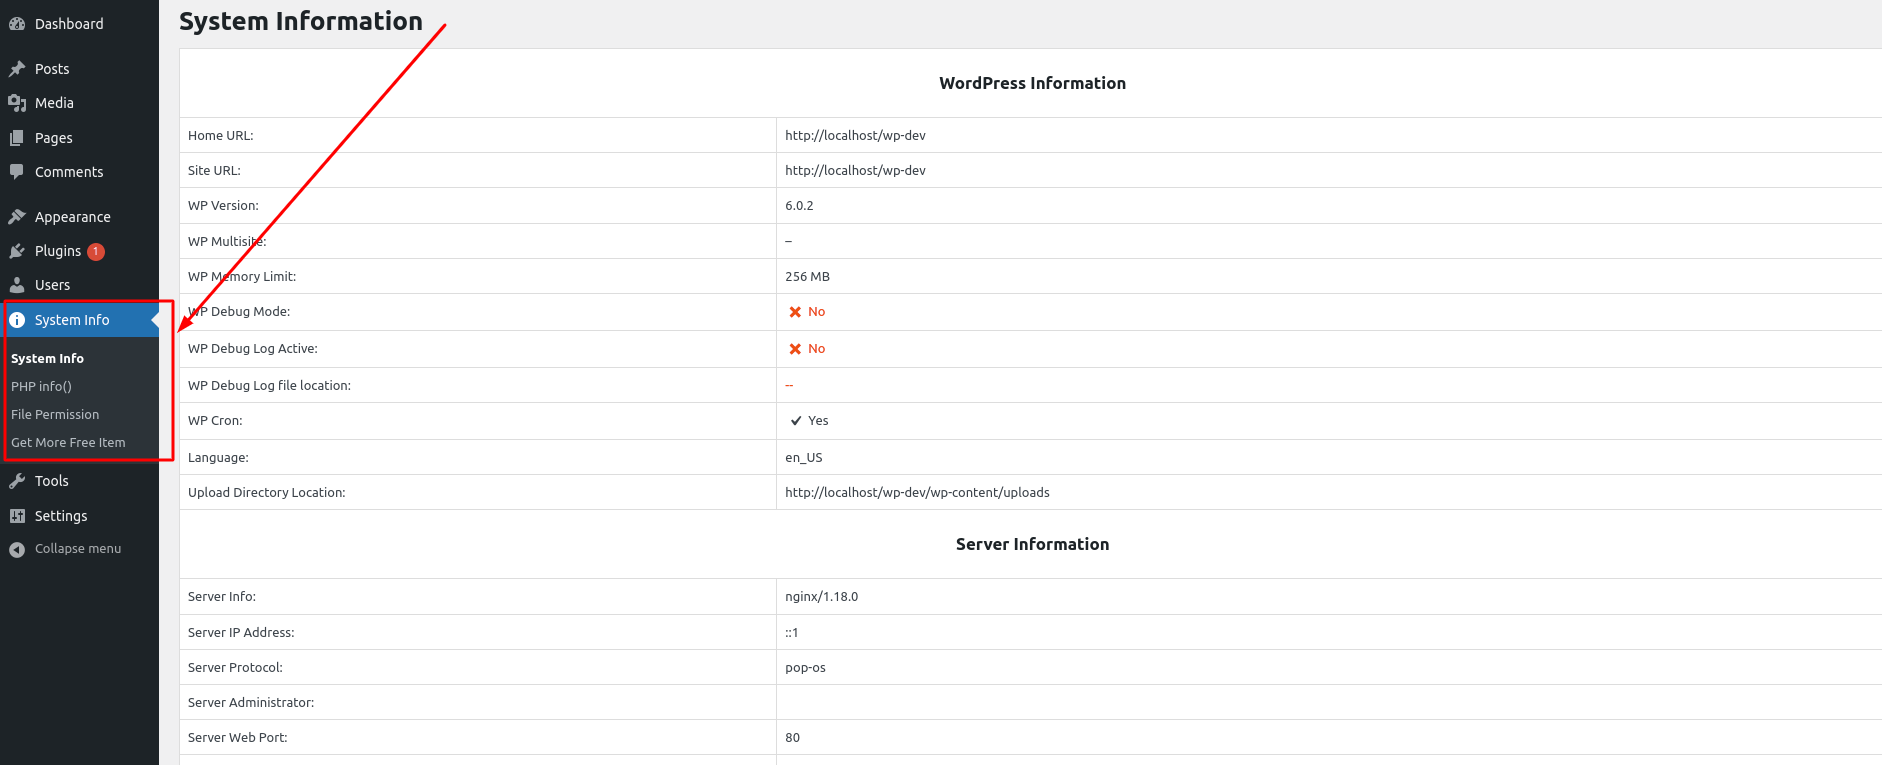 Dashboard
Posts
Media
Pages
Comments
Appearance
Plugins 1
Users
System Info
System Info
PHP info()
File Permission
Get More Free Item
Tools
Settings
Collapse menu
System Information
WordPress Information
Home URL: http://localhost/wp-dev
Site URL: http://localhost/wp-dev
WP Version: 6.0.2
WP Multisite: –
WP Memory Limit: 256 MB
WP Debug Mode: No
WP Debug Log Active: No
WP Debug Log file location: --
WP Cron: Yes
Language: en_US
Upload Directory Location: http://localhost/wp-dev/wp-content/uploads
Server Information
Server Info: nginx/1.18.0
Server IP Address: ::1
Server Protocol: pop-os
Server Administrator:
Server Web Port: 80